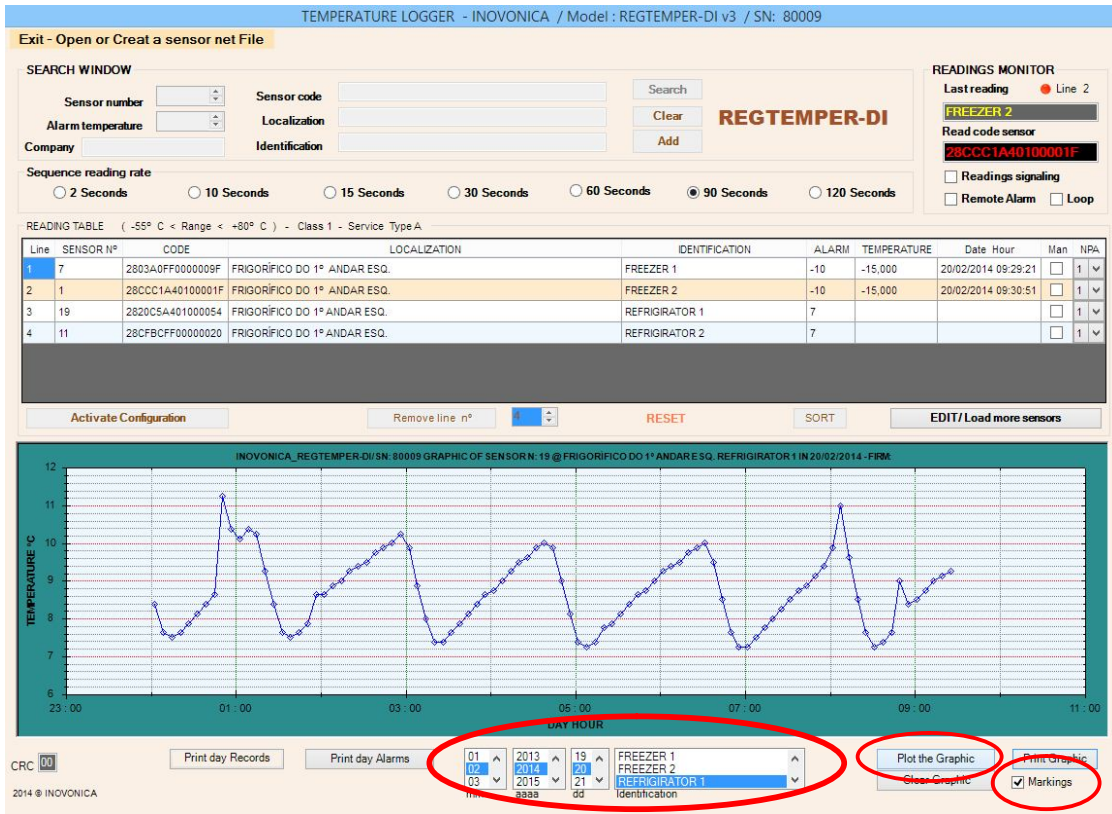 TEMPERATURE LOGGER - INOVONICA / Model : REGTEMPER-DI v3 / SN: 80009
Exit - Open or Creat a sensor net File
SEARCH WINDOW
Sensor number
Sensor code
Search
Alarm temperature
Localization
Clear
REGTEMPER-DI
Company
Identification
Add
READINGS MONITOR
Last reading
Line 2
FREEZER 2
Read code sensor
28CCC1A40100001F
Readings signaling
Remote Alarm
Loop
Sequence reading rate
2 Seconds 10 Seconds 15 Seconds 30 Seconds 60 Seconds 90 Seconds 120 Seconds
READING TABLE ( -55º C < Range < +80º C ) - Class 1 - Service Type A
Line SENSOR Nº CODE LOCALIZATION IDENTIFICATION ALARM TEMPERATURE Date Hour Man NPA
1 7 2803A0FF0000009F FRIGORÍFICO DO 1º ANDAR ESQ. FREEZER 1 -10 -15,000 20/02/2014 09:29:21 1
2 1 28CCC1A40100001F FRIGORÍFICO DO 1º ANDAR ESQ. FREEZER 2 -10 -15,000 20/02/2014 09:30:51 1
3 19 2820C5A401000054 FRIGORÍFICO DO 1º ANDAR ESQ. REFRIGIRATOR 1 7 1
4 11 28CFBCFF00000020 FRIGORÍFICO DO 1º ANDAR ESQ. REFRIGIRATOR 2 7 1
Activate Configuration
Remove line nº
4
RESET
SORT
EDIT/ Load more sensors
INOVONICA_REGTEMPER-DI/ SN: 80009 GRAPHIC OF SENSOR N: 19 @ FRIGORÍFICO DO 1º ANDAR ESQ. REFRIGIRATOR 1 IN 20/02/2014 - FIRM:
TEMPERATURE ºC
12
11
10
9
8
7
6
23 : 00 01 : 00 03 : 00 05 : 00 07 : 00 09 : 00 11 : 00
DAY HOUR
CRC 00
Print day Records
Print day Alarms
01 2013 19 FREEZER 1
02 2014 20 FREEZER 2
03 2015 21 REFRIGIRATOR 1
aaaa dd Identification
Plot the Graphic
Print Graphic
Clear Graphic
Markings
2014 ® INOVONICA